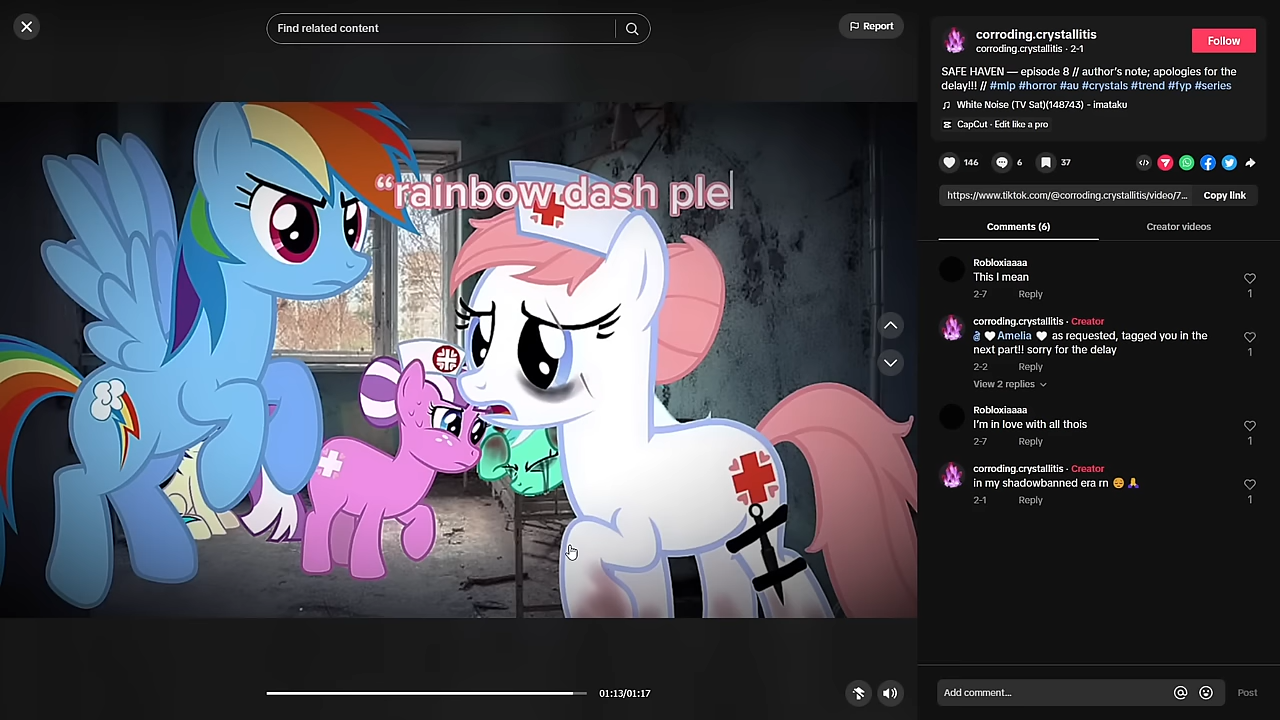 Find related content
Report
"rainbow dash ple
01:13/01:17
corroding.crystallitis
corroding.crystallitis · 2-1
Follow
SAFE HAVEN — episode 8 // author's note; apologies for the
delay!!! // #mlp #horror #au #crystals #trend #fyp #series
White Noise (TV Sat)(148743) - imataku
CapCut · Edit like a pro
146
6
37
https://www.tiktok.com/@corroding.crystallitis/video/7...
Copy link
Comments (6)
Creator videos
Robloxiaaaa
This I mean
2-7 Reply
1
corroding.crystallitis · Creator
@ 🤍Amelia 🤍 as requested, tagged you in the
next part!! sorry for the delay
1
2-2 Reply
View 2 replies
Robloxiaaaa
I'm in love with all thois
1
2-7 Reply
corroding.crystallitis · Creator
in my shadowbanned era rn 😔🙏
1
2-1 Reply
Add comment...
Post